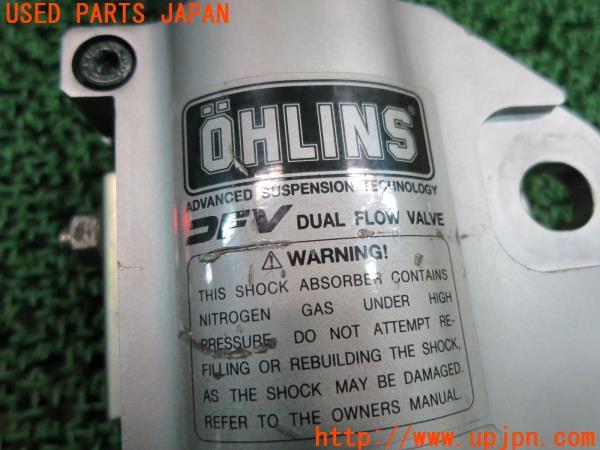 USED PARTS JAPAN
ÖHLINS®
ADVANCED SUSPENSION TECHNOLOGY
DFV DUAL FLOW VALVE
⚠ WARNING!
THIS SHOCK ABSORBER CONTAINS
NITROGEN GAS UNDER HIGH
PRESSURE. DO NOT ATTEMPT RE-
FILLING OR REBUILDING THE SHOCK,
AS THE SHOCK MAY BE DAMAGED.
REFER TO THE OWNERS MANUAL.
http://www.upjpn.com/